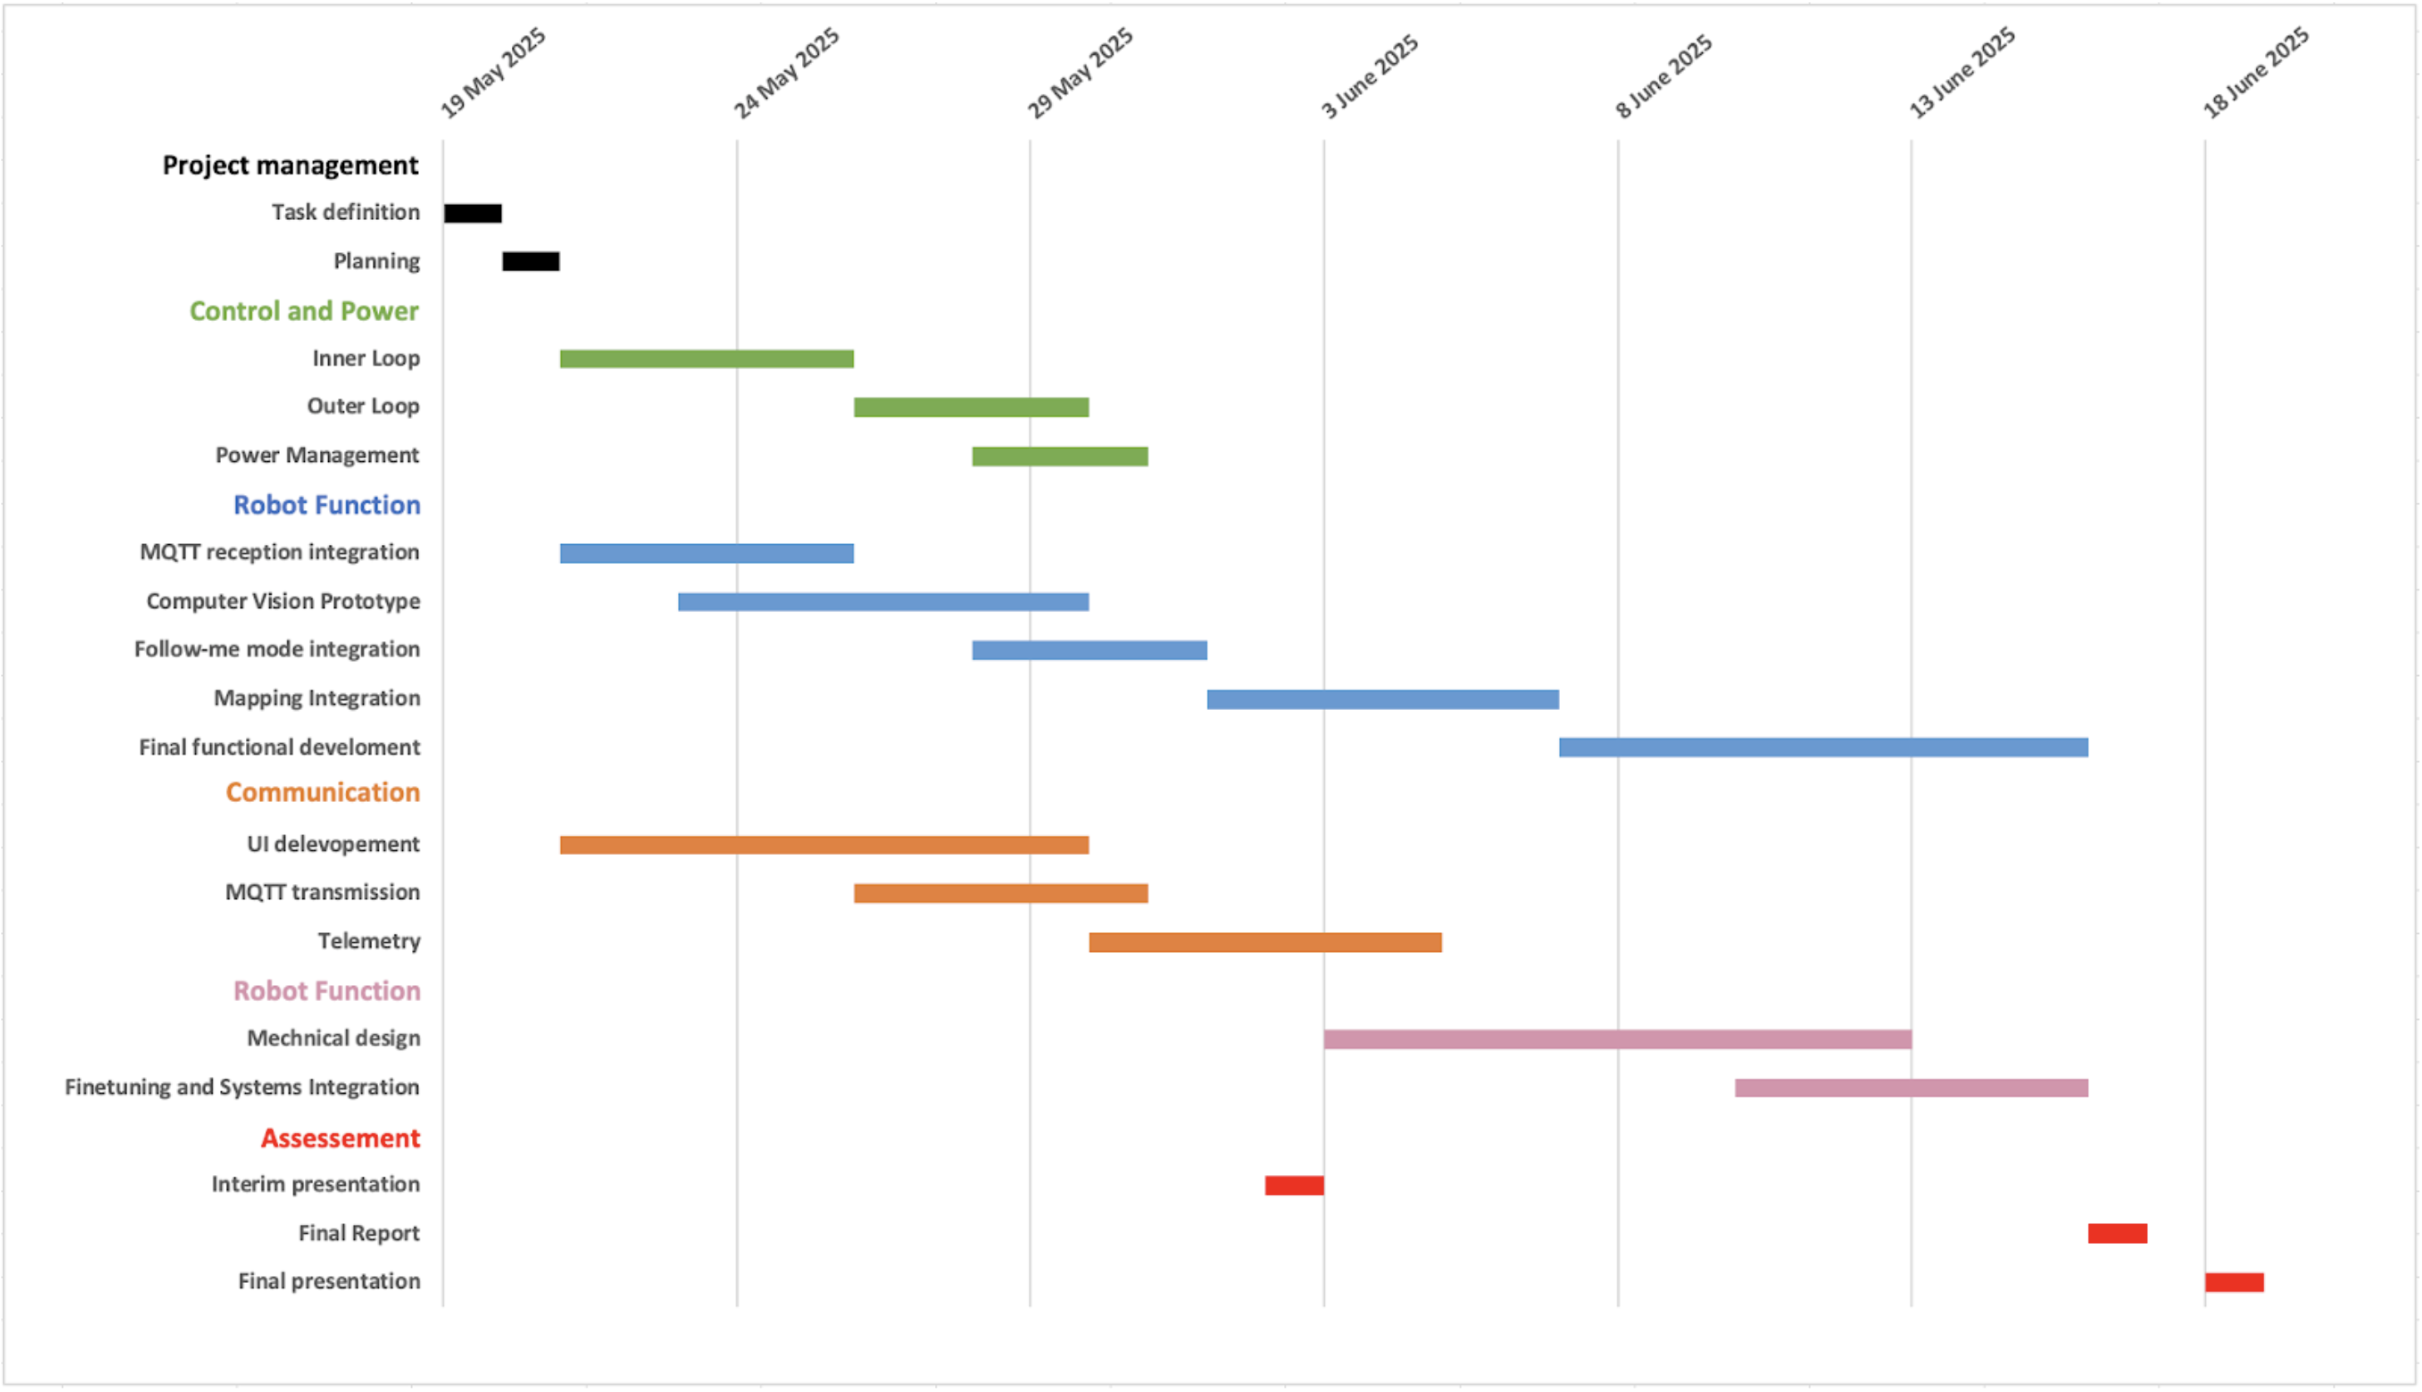 19 May 2025
24 May 2025
29 May 2025
3 June 2025
8 June 2025
13 June 2025
18 June 2025
Project management
Task definition
Planning
Control and Power
Inner Loop
Outer Loop
Power Management
Robot Function
MQTT reception integration
Computer Vision Prototype
Follow-me mode integration
Mapping Integration
Final functional develoment
Communication
UI delevopement
MQTT transmission
Telemetry
Robot Function
Mechnical design
Finetuning and Systems Integration
Assessement
Interim presentation
Final Report
Final presentation